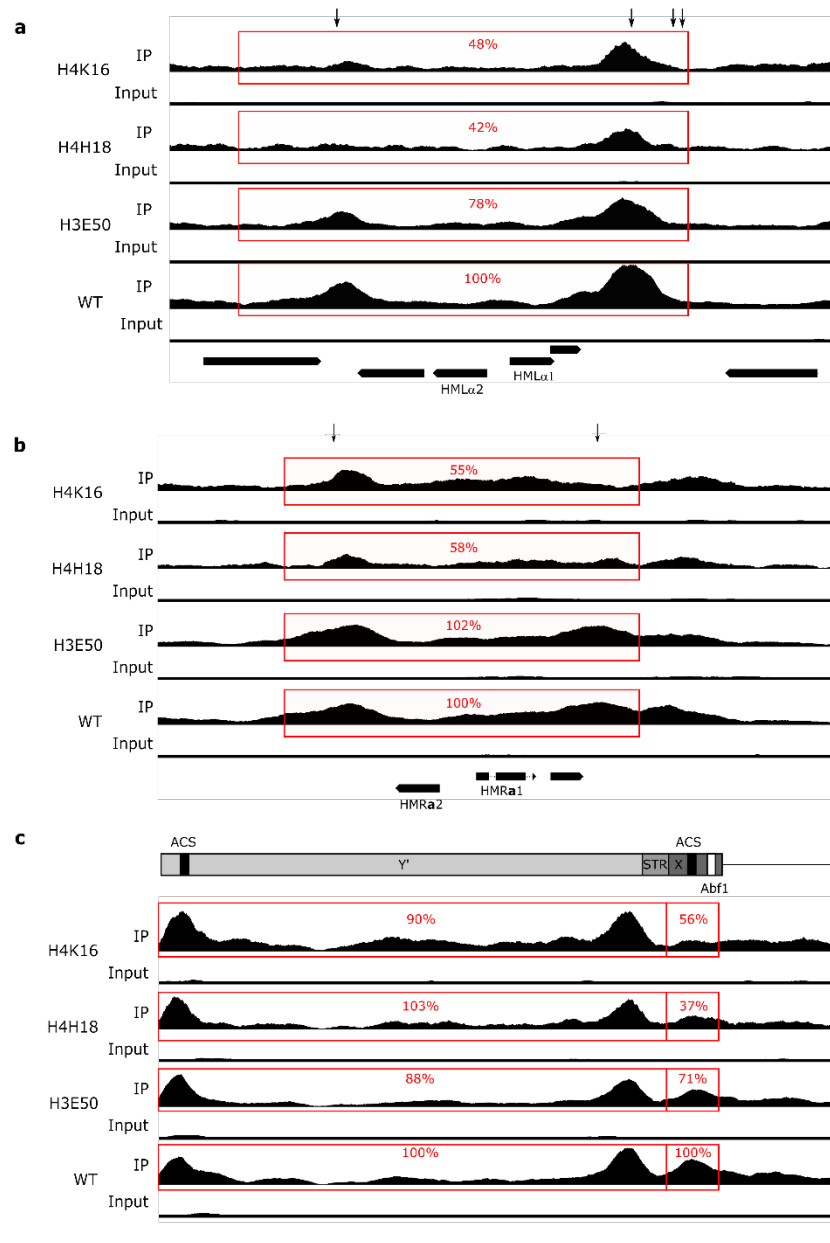 a
48%
H4K16 IP
Input
42%
H4H18 IP
Input
78%
H3E50 IP
Input
100%
WT IP
Input
HMLα2 HMLα1
b
55%
H4K16 IP
Input
58%
H4H18 IP
Input
102%
H3E50 IP
Input
100%
WT IP
Input
HMRa2 HMRa1
c
ACS ACS
Y' STR X
Abf1
90% 56%
H4K16 IP
Input
103% 37%
H4H18 IP
Input
88% 71%
H3E50 IP
Input
100% 100%
WT IP
Input